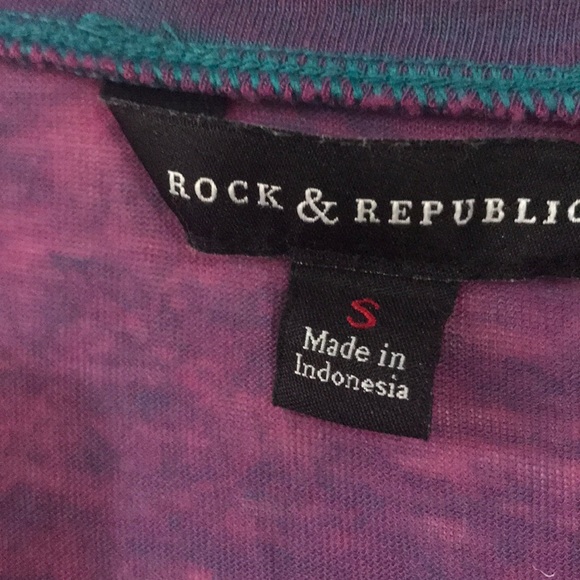 ROCK & REPUBLIC
S
Made in
Indonesia